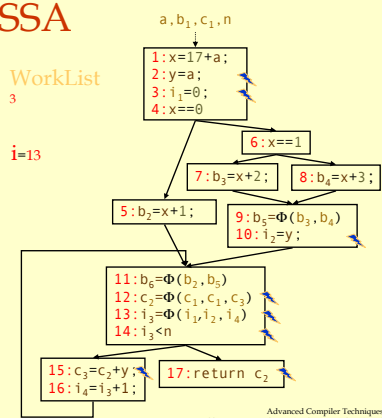 SSA
a,b₁,c₁,n
WorkList
3
i=13
1:x=17+a;
2:y=a;
3:i₁=0;
4:x==0
6:x==1
7:b₃=x+2;
8:b₄=x+3;
5:b₂=x+1;
9:b₅=Φ(b₃,b₄)
10:i₂=y;
11:b₆=Φ(b₂,b₅)
12:c₂=Φ(c₁,c₁,c₃)
13:i₃=Φ(i₁,i₂,i₄)
14:i₃<n
15:c₃=c₂+y;
16:i₄=i₃+1;
17:return c₂
Advanced Compiler Techniques